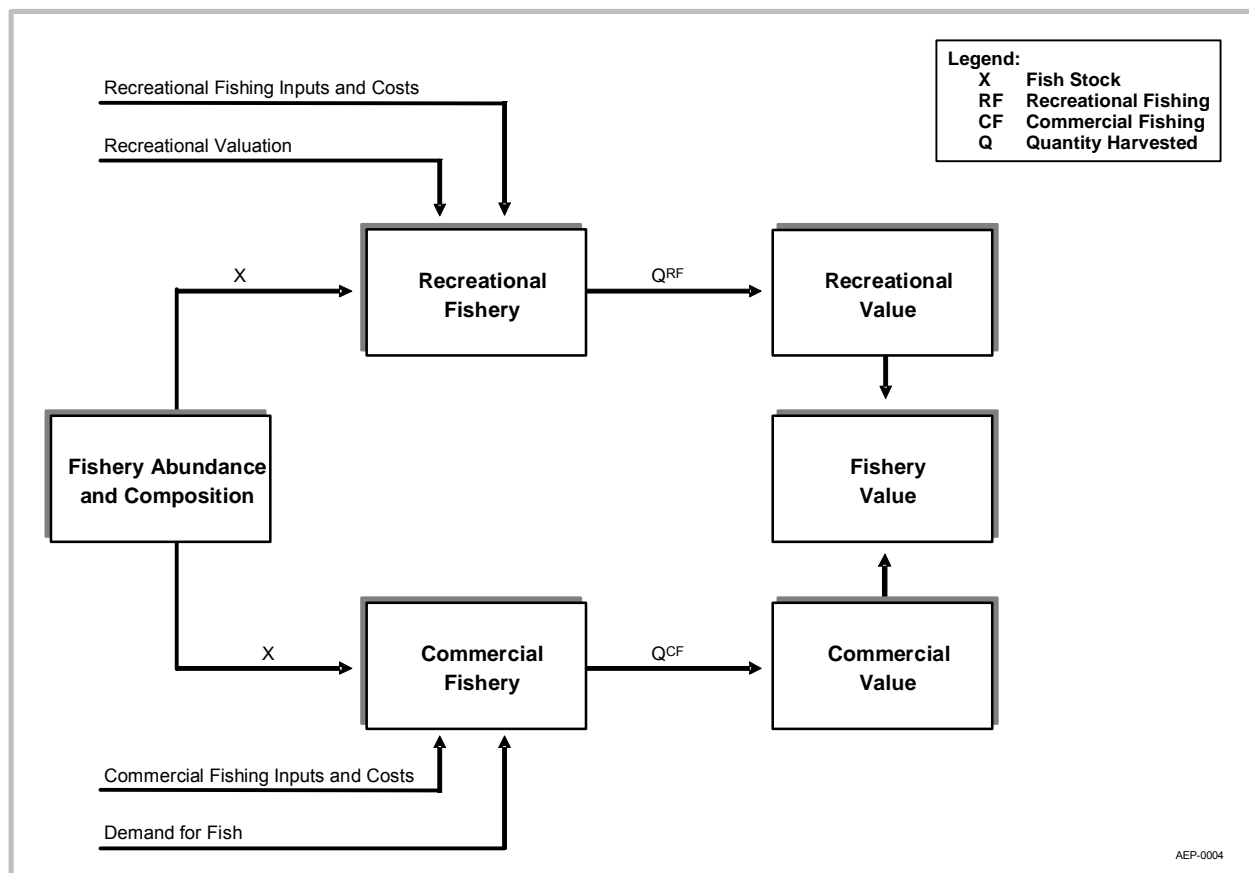 Legend:
X Fish Stock
RF Recreational Fishing
CF Commercial Fishing
Q Quantity Harvested
Recreational Fishing Inputs and Costs
Recreational Valuation
X
Recreational
Fishery
QRF
Recreational
Value
Fishery Abundance
and Composition
Fishery
Value
X
Commercial
Fishery
QCF
Commercial
Value
Commercial Fishing Inputs and Costs
Demand for Fish
AEP-0004